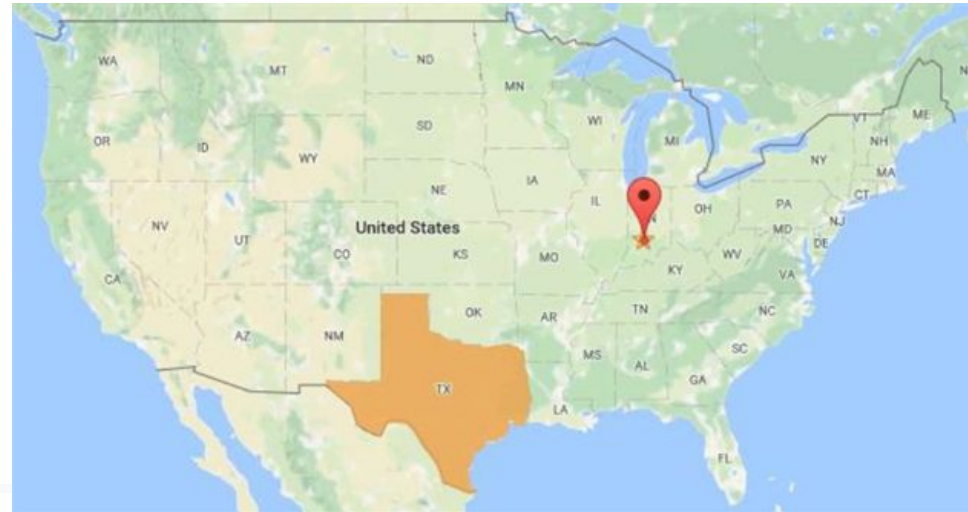 WA
MT
ND
MN
OR
ID
SD
WI
MI
VT
ME
NH
WY
NY
MA
IA
NE
IL
OH
PA
CT
NV
UT
United States
NJ
CO
KS
MO
WV
MD
DE
KY
VA
CA
OK
TN
NC
AZ
NM
AR
MS
AL
SC
GA
TX
LA
FL